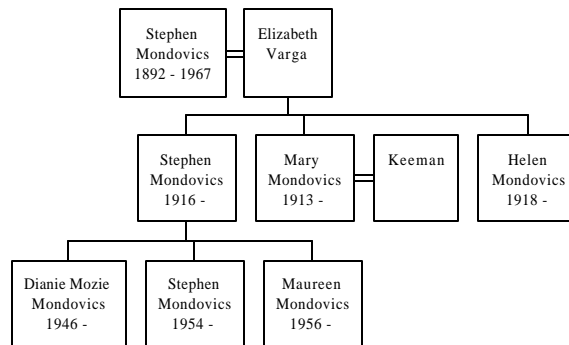 Stephen
Mondovics
1892 - 1967
Elizabeth
Varga
Stephen
Mondovics
1916 -
Mary
Mondovics
1913 -
Keeman
Helen
Mondovics
1918 -
Dianie Mozie
Mondovics
1946 -
Stephen
Mondovics
1954 -
Maureen
Mondovics
1956 -